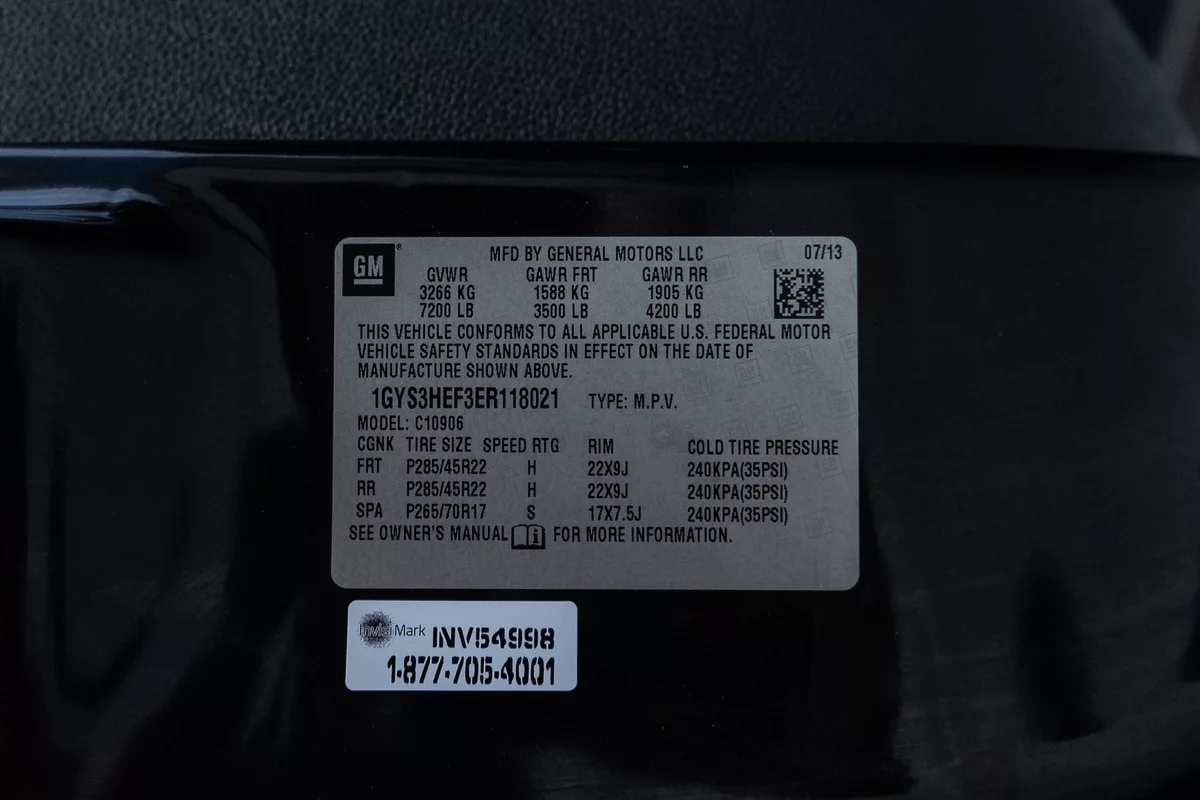 GM ® MFD BY GENERAL MOTORS LLC 07/13
GVWR GAWR FRT GAWR RR
3266 KG 1588 KG 1905 KG
7200 LB 3500 LB 4200 LB
THIS VEHICLE CONFORMS TO ALL APPLICABLE U.S. FEDERAL MOTOR
VEHICLE SAFETY STANDARDS IN EFFECT ON THE DATE OF
MANUFACTURE SHOWN ABOVE.
1GYS3HEF3ER118021 TYPE: M.P.V.
MODEL: C10906
CGNK TIRE SIZE SPEED RTG RIM COLD TIRE PRESSURE
FRT P285/45R22 H 22X9J 240KPA(35PSI)
RR P285/45R22 H 22X9J 240KPA(35PSI)
SPA P265/70R17 S 17X7.5J 240KPA(35PSI)
SEE OWNER'S MANUAL i FOR MORE INFORMATION.
InvisiMark INV54998
1-877-705-4001